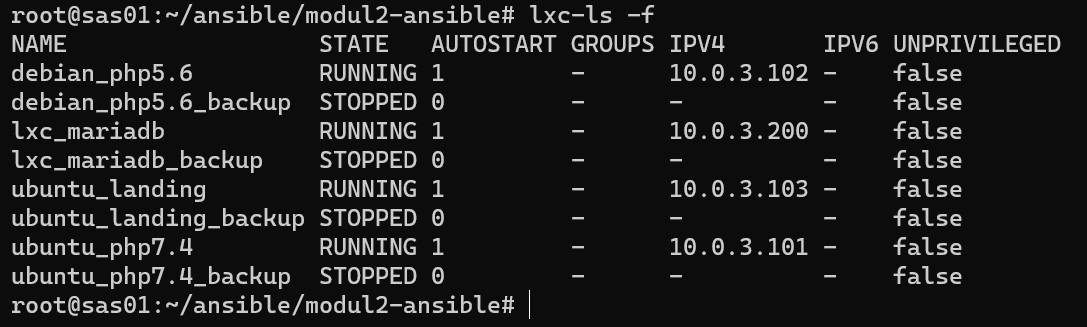 root@sas01:~/ansible/modul2-ansible# lxc-ls -f
NAME STATE AUTOSTART GROUPS IPV4 IPV6 UNPRIVILEGED
debian_php5.6 RUNNING 1 - 10.0.3.102 - false
debian_php5.6_backup STOPPED 0 - - - false
lxc_mariadb RUNNING 1 - 10.0.3.200 - false
lxc_mariadb_backup STOPPED 0 - - - false
ubuntu_landing RUNNING 1 - 10.0.3.103 - false
ubuntu_landing_backup STOPPED 0 - - - false
ubuntu_php7.4 RUNNING 1 - 10.0.3.101 - false
ubuntu_php7.4_backup STOPPED 0 - - - false
root@sas01:~/ansible/modul2-ansible#